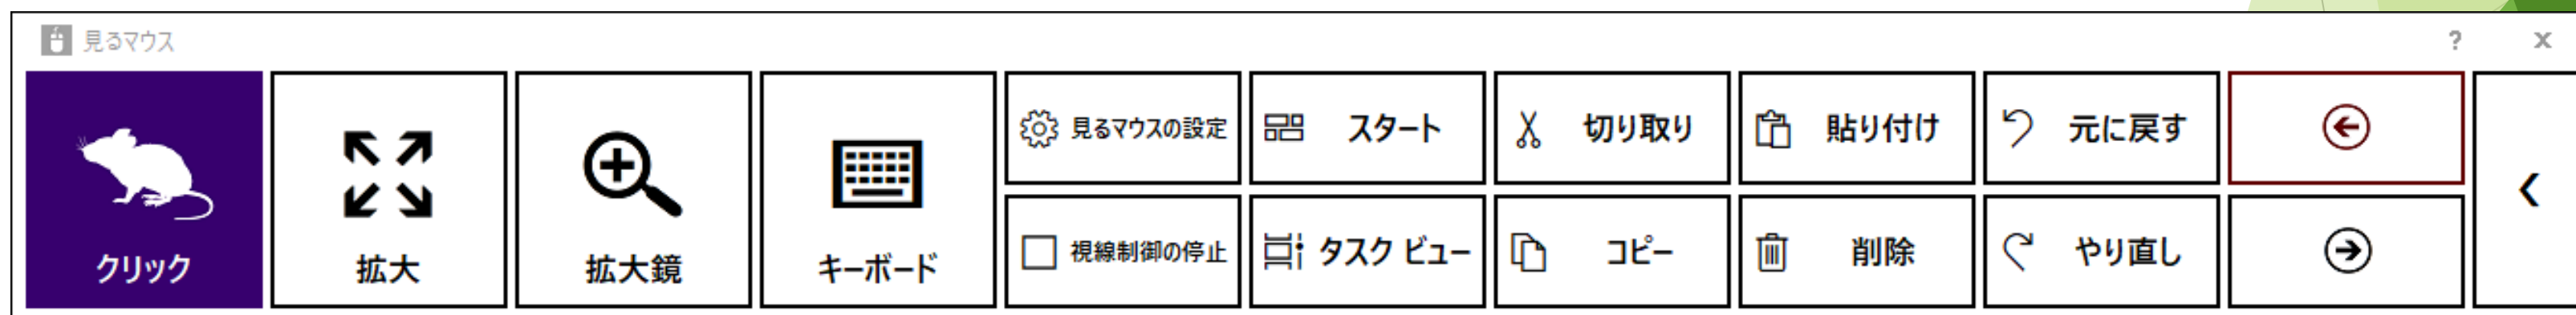 見るマウス
? x
クリック
拡大
拡大鏡
キーボード
見るマウスの設定
視線制御の停止
スタート
タスク ビュー
切り取り
コピー
貼り付け
削除
元に戻す
やり直し